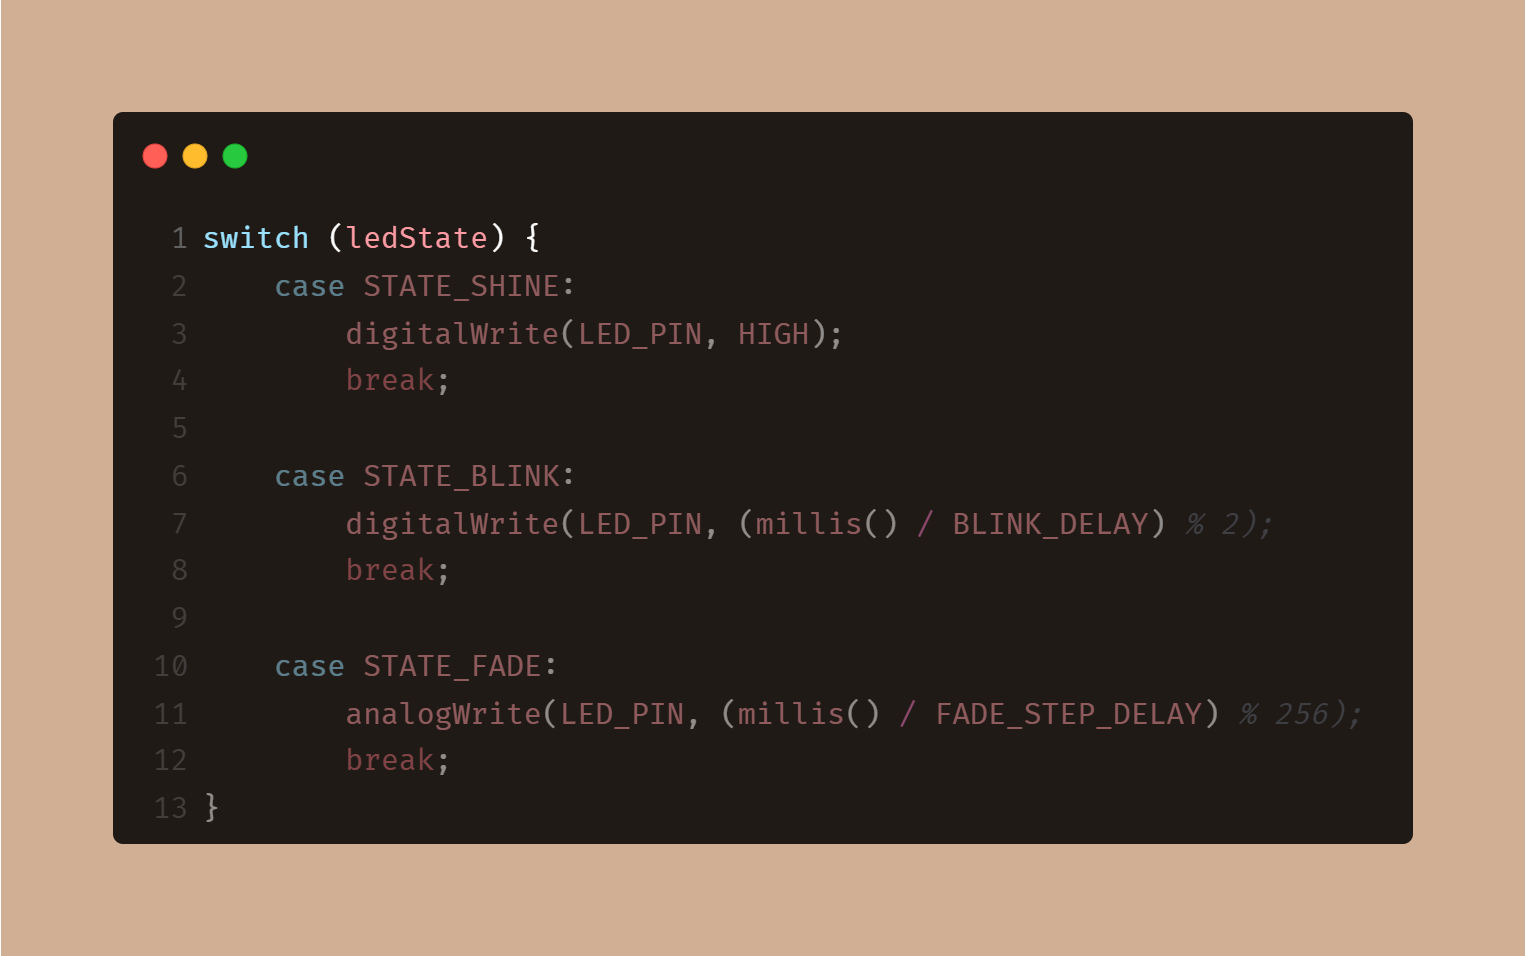 1 switch (ledState) {
2     case STATE_SHINE:
3         digitalWrite(LED_PIN, HIGH);
4         break;
5
6     case STATE_BLINK:
7         digitalWrite(LED_PIN, (millis() / BLINK_DELAY) % 2);
8         break;
9
10     case STATE_FADE:
11         analogWrite(LED_PIN, (millis() / FADE_STEP_DELAY) % 256);
12         break;
13 }